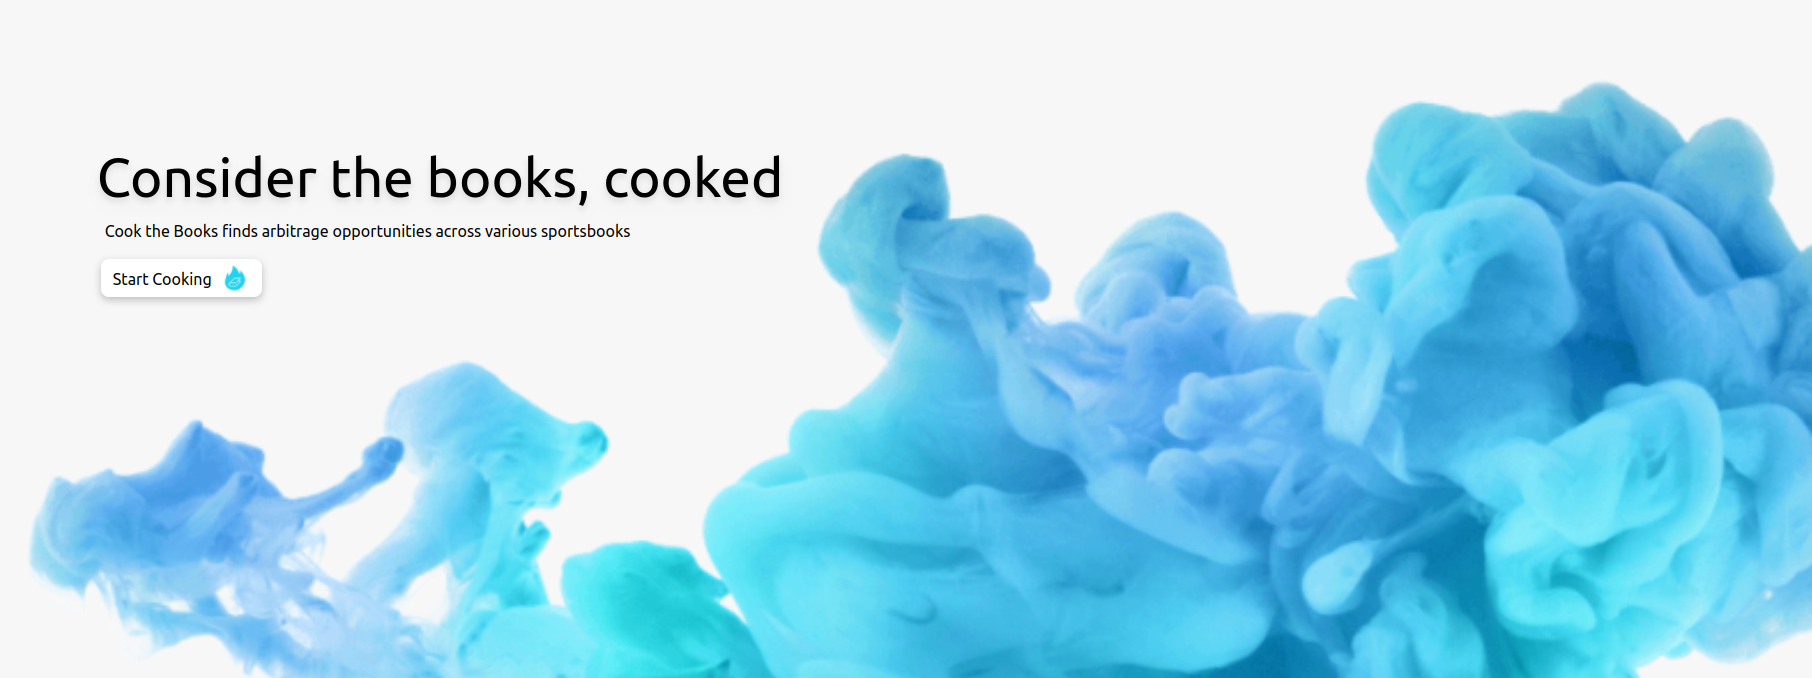 Consider the books, cooked
Cook the Books finds arbitrage opportunities across various sportsbooks
Start Cooking